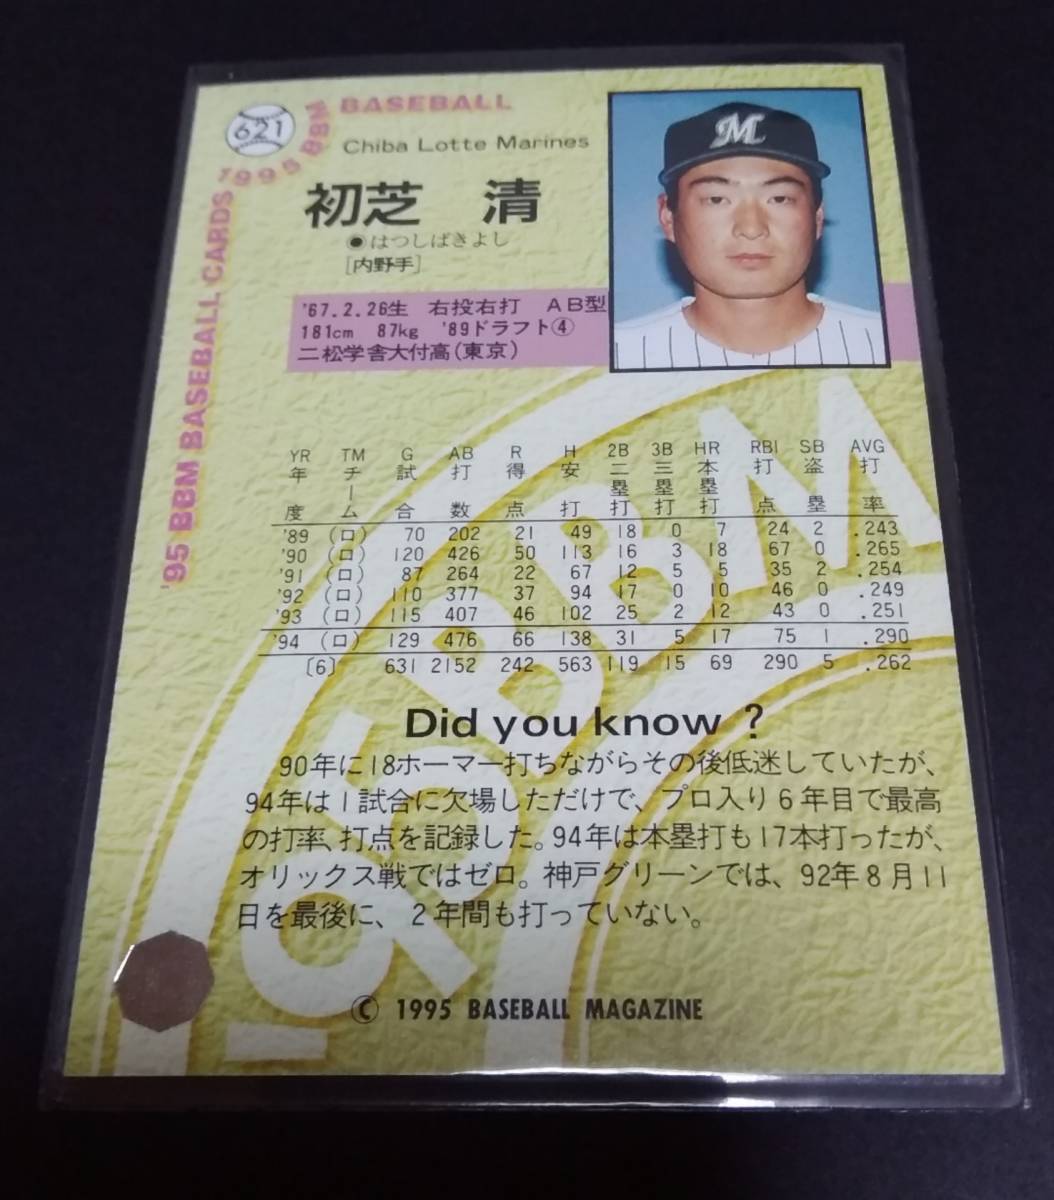 621
1995 BBM BASEBALL
Chiba Lotte Marines
初芝 清
●はつしばきよし
[内野手]
'67.2.26生 右投右打 AB型
181cm 87kg '89ドラフト④
二松学舎大付高(東京)
'95 BBM BASEBALL CARDS
M
YR TM G AB R H 2B 3B HR RBI SB AVG
年度 チーム 試合 打数 得点 安打 二塁打 三塁打 本塁打 打点 盗塁 打率
'89 (ロ) 70 202 21 49 18 0 7 24 2 .243
'90 (ロ) 120 426 50 113 16 3 18 67 0 .265
'91 (ロ) 87 264 22 67 12 5 5 35 2 .254
'92 (ロ) 110 377 37 94 17 0 10 46 0 .249
'93 (ロ) 115 407 46 102 25 2 12 43 0 .251
'94 (ロ) 129 476 66 138 31 5 17 75 1 .290
〔6〕 631 2152 242 563 119 15 69 290 5 .262
Did you know ?
90年に18ホーマー打ちながらその後低迷していたが、
94年は1試合に欠場しただけで、プロ入り6年目で最高
の打率、打点を記録した。94年は本塁打も17本打ったが、
オリックス戦ではゼロ。神戸グリーンでは、92年8月11
日を最後に、2年間も打っていない。
© 1995 BASEBALL MAGAZINE
'95 BBM